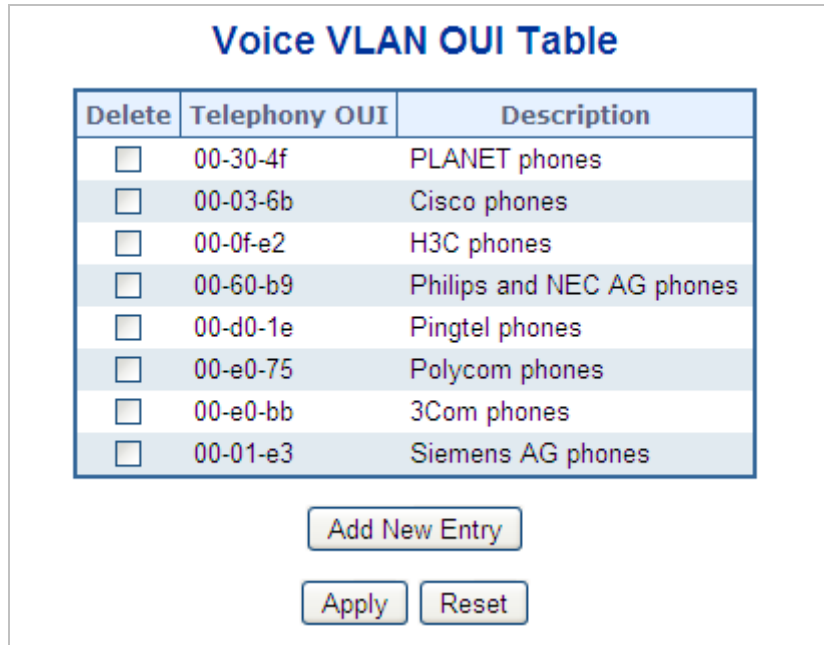 Voice VLAN OUI Table
Delete Telephony OUI Description
00-30-4f PLANET phones
00-03-6b Cisco phones
00-0f-e2 H3C phones
00-60-b9 Philips and NEC AG phones
00-d0-1e Pingtel phones
00-e0-75 Polycom phones
00-e0-bb 3Com phones
00-01-e3 Siemens AG phones
Add New Entry
Apply Reset